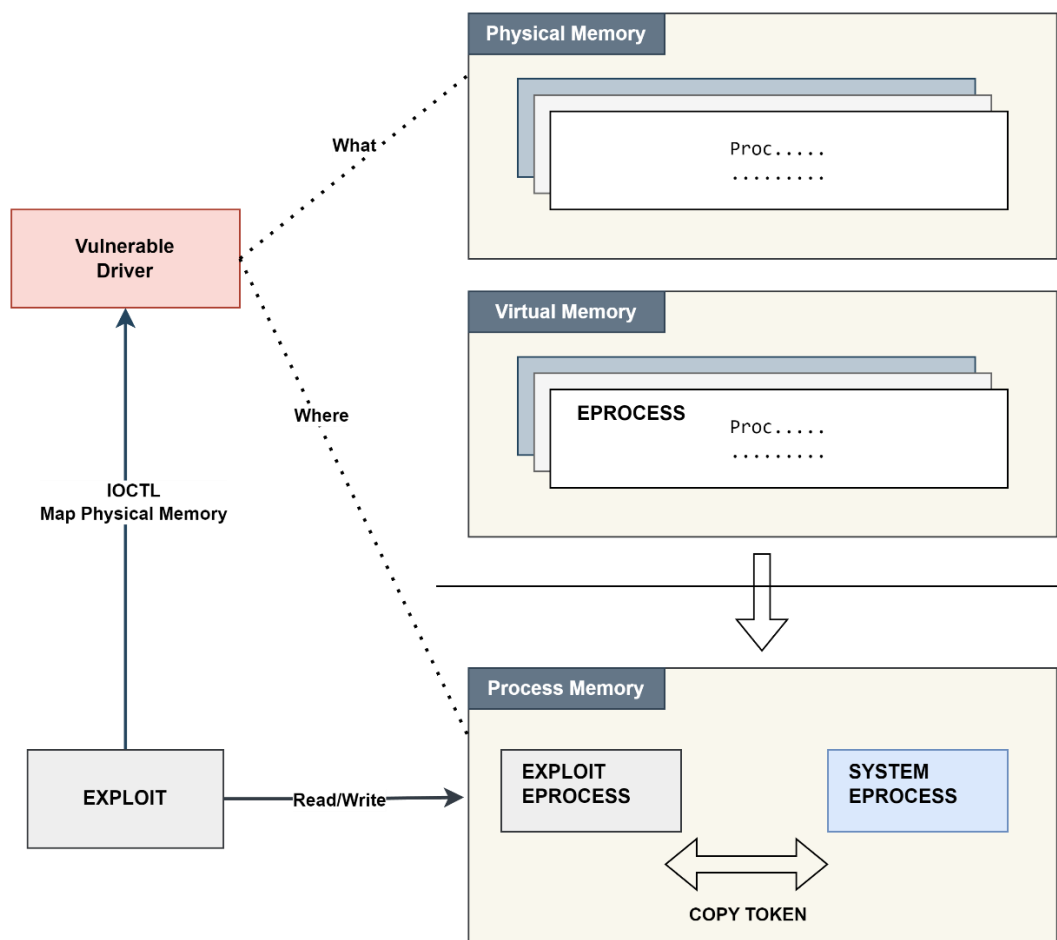 Physical Memory
Proc.....
.........
What
Vulnerable
Driver
Virtual Memory
EPROCESS
Proc.....
.........
Where
IOCTL
Map Physical Memory
Process Memory
EXPLOIT
Read/Write
EXPLOIT
EPROCESS
SYSTEM
EPROCESS
COPY TOKEN